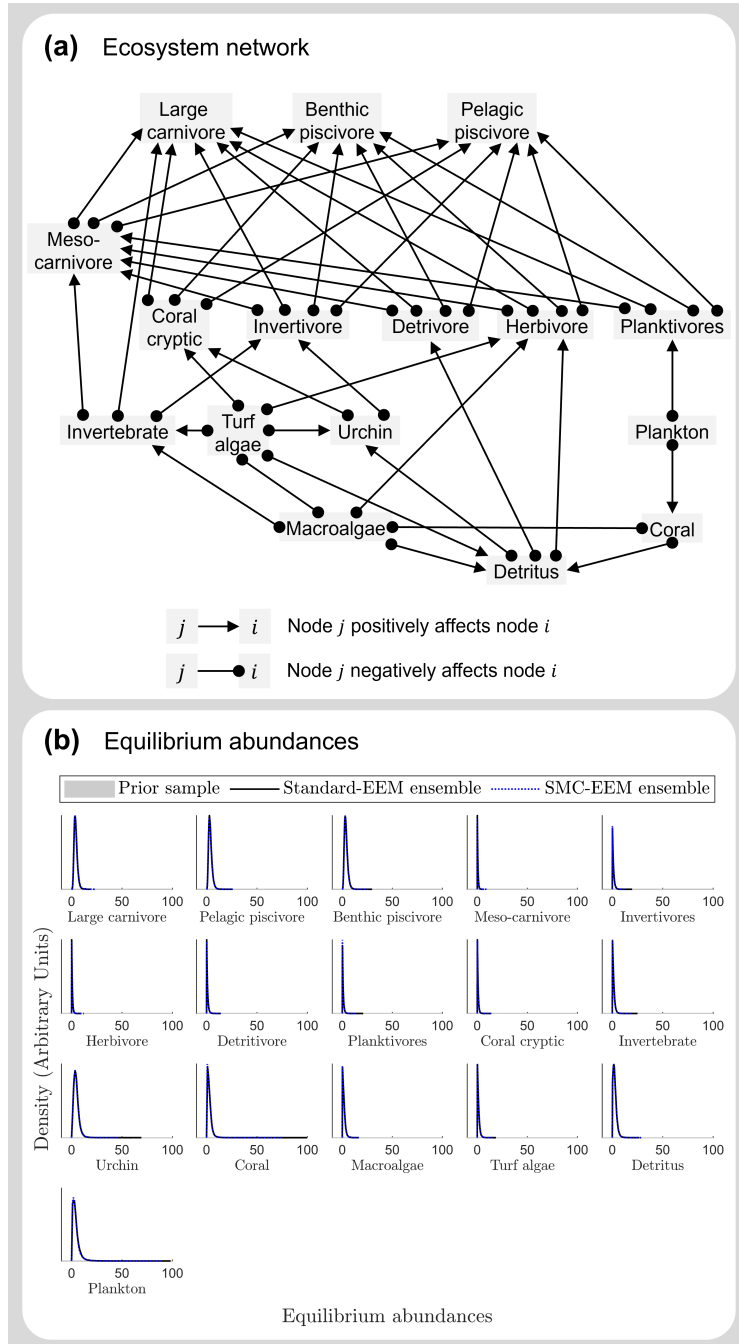 (a) Ecosystem network
Large carnivore
Benthic piscivore
Pelagic piscivore
Meso-carnivore
Coral cryptic
Invertivore
Detrivore
Herbivore
Planktivores
Invertebrate
Turf algae
Urchin
Plankton
Macroalgae
Coral
Detritus
j i Node j positively affects node i
j i Node j negatively affects node i
(b) Equilibrium abundances
Prior sample Standard-EEM ensemble SMC-EEM ensemble
0 50 100 0 50 100 0 50 100 0 50 100 0 50 100
Large carnivore Pelagic piscivore Benthic piscivore Meso-carnivore Invertivores
0 50 100 0 50 100 0 50 100 0 50 100 0 50 100
Herbivore Detritivore Planktivores Coral cryptic Invertebrate
0 50 100 0 50 100 0 50 100 0 50 100 0 50 100
Urchin Coral Macroalgae Turf algae Detritus
0 50 100
Plankton
Density (Arbitrary Units)
Equilibrium abundances